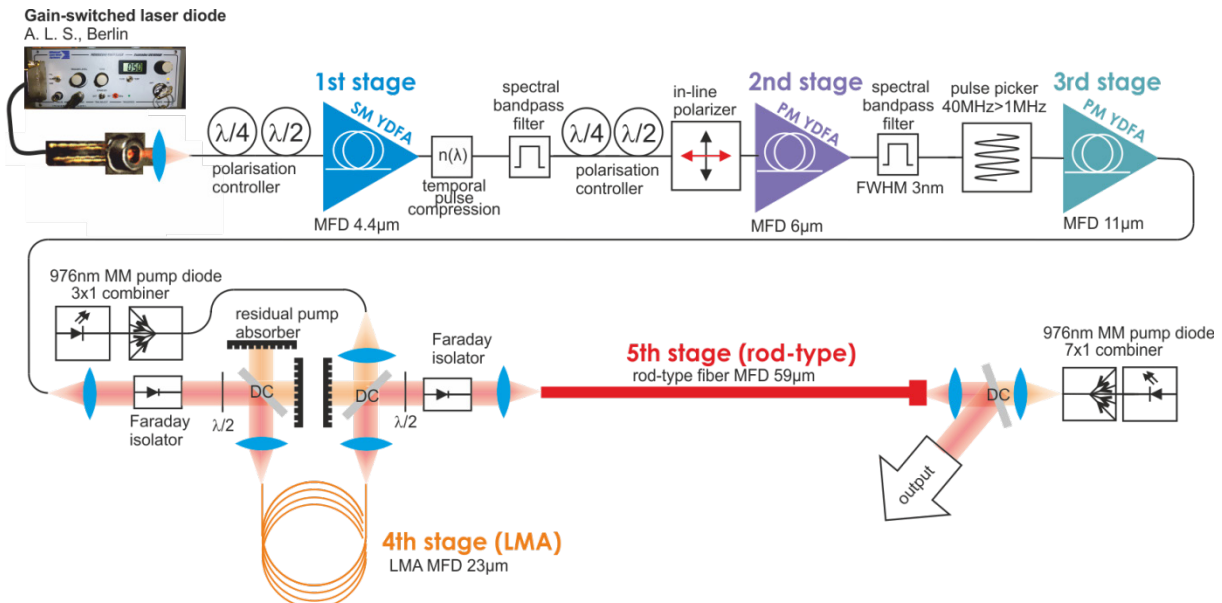 Gain-switched laser diode
A. L. S., Berlin
050
λ/4 λ/2
polarisation
controller
1st stage
SM YDFA
MFD 4.4µm
n(λ)
temporal
pulse
compression
spectral
bandpass
filter
λ/4 λ/2
polarisation
controller
in-line
polarizer
2nd stage
PM YDFA
MFD 6µm
spectral
bandpass
filter
FWHM 3nm
pulse picker
40MHz>1MHz
3rd stage
PM YDFA
MFD 11µm
976nm MM pump diode
3x1 combiner
residual pump
absorber
Faraday
isolator
λ/2
DC
DC
λ/2
Faraday
isolator
5th stage (rod-type)
rod-type fiber MFD 59µm
DC
976nm MM pump diode
7x1 combiner
output
4th stage (LMA)
LMA MFD 23µm